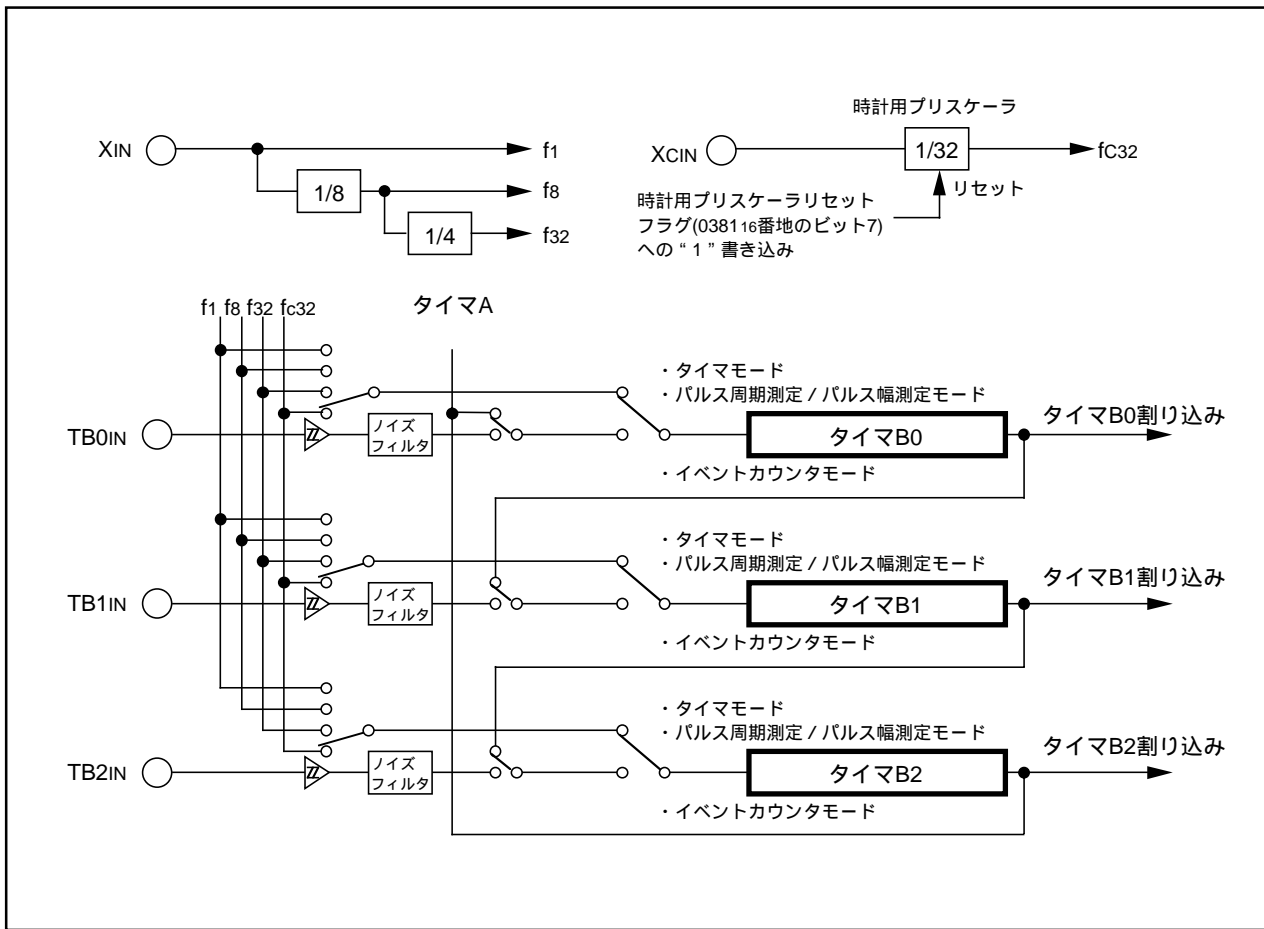 XIN
f1
1/8
f8
1/4
f32
時計用プリスケーラ
XCIN
1/32
fC32
リセット
時計用プリスケーラリセット
フラグ(038116番地のビット7)
への“1”書き込み
f1 f8 f32 fc32
タイマA
・タイマモード
・パルス周期測定 / パルス幅測定モード
TB0IN
ノイズ
フィルタ
タイマB0
タイマB0割り込み
・イベントカウンタモード
・タイマモード
・パルス周期測定 / パルス幅測定モード
TB1IN
ノイズ
フィルタ
タイマB1
タイマB1割り込み
・イベントカウンタモード
・タイマモード
・パルス周期測定 / パルス幅測定モード
TB2IN
ノイズ
フィルタ
タイマB2
タイマB2割り込み
・イベントカウンタモード